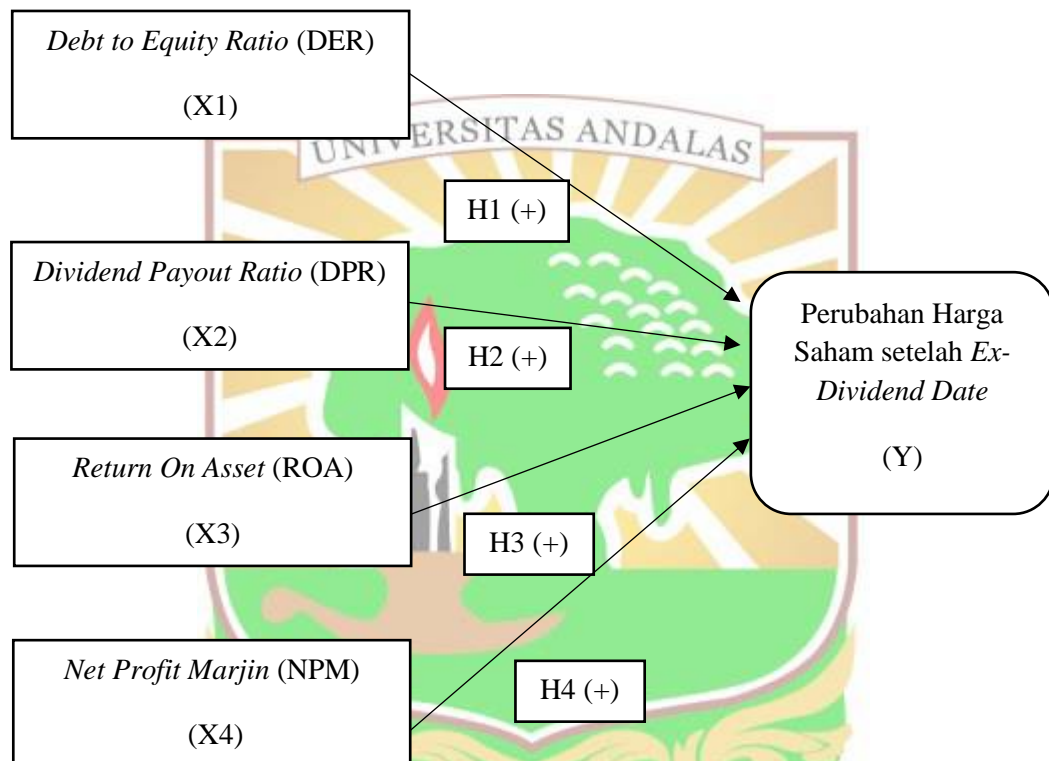 Debt to Equity Ratio (DER)
(X1)
UNIVERSITAS ANDALAS
H1 (+)
Dividend Payout Ratio (DPR)
(X2)
H2 (+)
Perubahan Harga
Saham setelah Ex-
Dividend Date
(Y)
Return On Asset (ROA)
(X3)
H3 (+)
Net Profit Marjin (NPM)
(X4)
H4 (+)